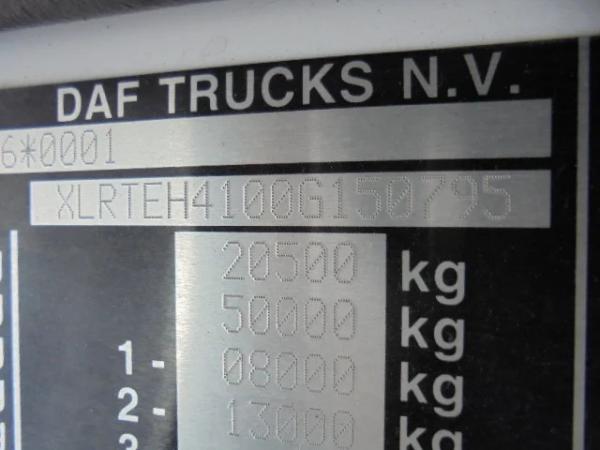 DAF TRUCKS N.V.
6*0001
XLRTEH4100G150795
20500 kg
50000 kg
1 - 08000 kg
2 - 13000 kg